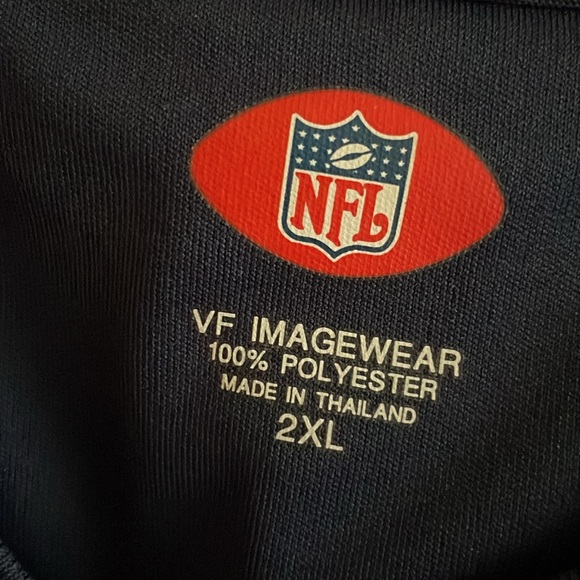 NFL
VF IMAGEWEAR
100% POLYESTER
MADE IN THAILAND
2XL